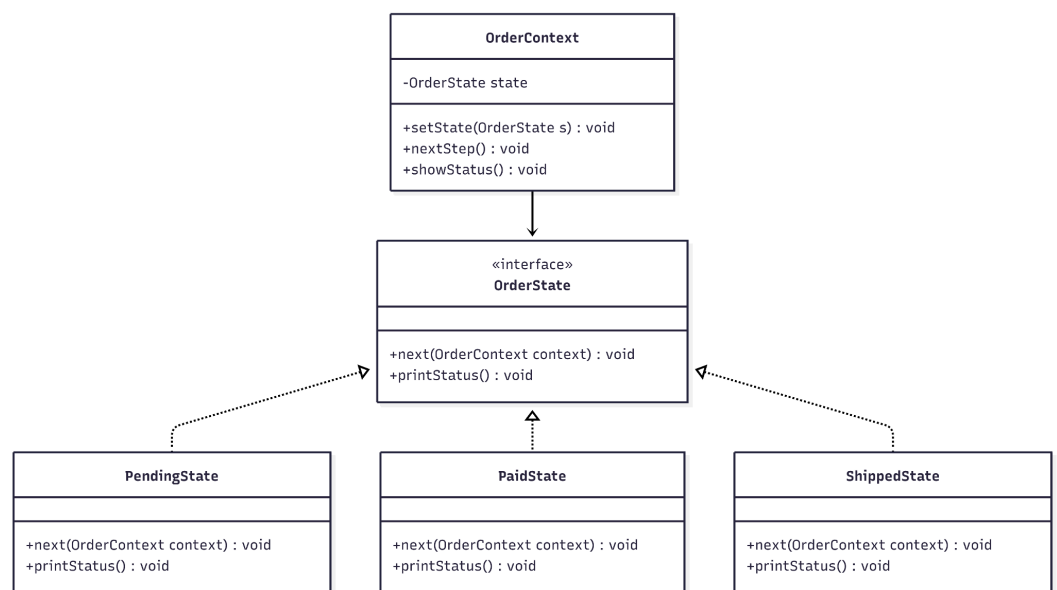 OrderContext
-OrderState state
+setState(OrderState s) : void
+nextStep() : void
+showStatus() : void
«interface»
OrderState
+next(OrderContext context) : void
+printStatus() : void
PendingState
+next(OrderContext context) : void
+printStatus() : void
PaidState
+next(OrderContext context) : void
+printStatus() : void
ShippedState
+next(OrderContext context) : void
+printStatus() : void